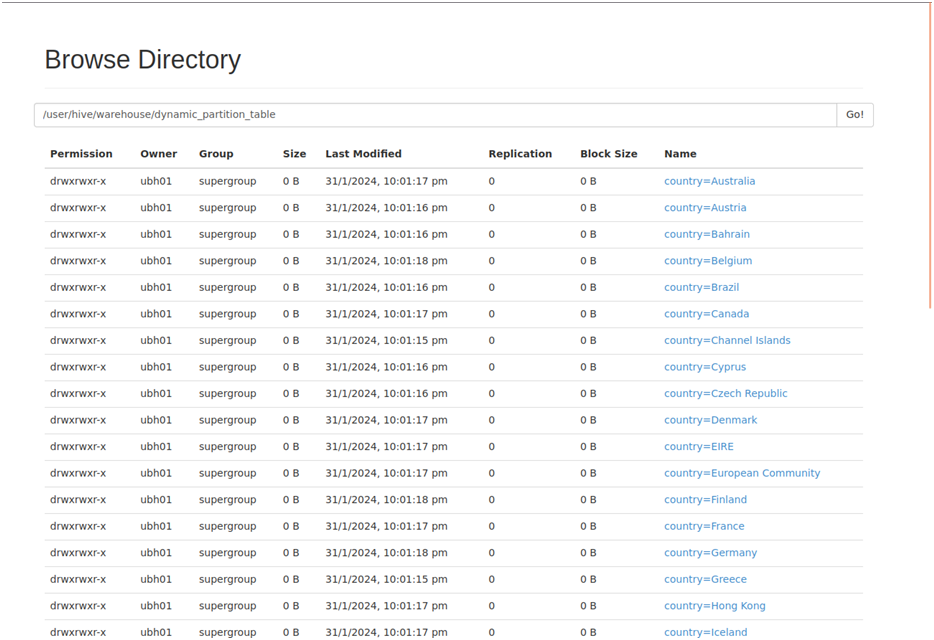 Browse Directory
/user/hive/warehouse/dynamic_partition_table Go!
Permission Owner Group Size Last Modified Replication Block Size Name
drwxrwxr-x ubh01 supergroup 0 B 31/1/2024, 10:01:17 pm 0 0 B country=Australia
drwxrwxr-x ubh01 supergroup 0 B 31/1/2024, 10:01:16 pm 0 0 B country=Austria
drwxrwxr-x ubh01 supergroup 0 B 31/1/2024, 10:01:16 pm 0 0 B country=Bahrain
drwxrwxr-x ubh01 supergroup 0 B 31/1/2024, 10:01:18 pm 0 0 B country=Belgium
drwxrwxr-x ubh01 supergroup 0 B 31/1/2024, 10:01:16 pm 0 0 B country=Brazil
drwxrwxr-x ubh01 supergroup 0 B 31/1/2024, 10:01:17 pm 0 0 B country=Canada
drwxrwxr-x ubh01 supergroup 0 B 31/1/2024, 10:01:15 pm 0 0 B country=Channel Islands
drwxrwxr-x ubh01 supergroup 0 B 31/1/2024, 10:01:16 pm 0 0 B country=Cyprus
drwxrwxr-x ubh01 supergroup 0 B 31/1/2024, 10:01:16 pm 0 0 B country=Czech Republic
drwxrwxr-x ubh01 supergroup 0 B 31/1/2024, 10:01:17 pm 0 0 B country=Denmark
drwxrwxr-x ubh01 supergroup 0 B 31/1/2024, 10:01:17 pm 0 0 B country=EIRE
drwxrwxr-x ubh01 supergroup 0 B 31/1/2024, 10:01:17 pm 0 0 B country=European Community
drwxrwxr-x ubh01 supergroup 0 B 31/1/2024, 10:01:18 pm 0 0 B country=Finland
drwxrwxr-x ubh01 supergroup 0 B 31/1/2024, 10:01:17 pm 0 0 B country=France
drwxrwxr-x ubh01 supergroup 0 B 31/1/2024, 10:01:18 pm 0 0 B country=Germany
drwxrwxr-x ubh01 supergroup 0 B 31/1/2024, 10:01:15 pm 0 0 B country=Greece
drwxrwxr-x ubh01 supergroup 0 B 31/1/2024, 10:01:17 pm 0 0 B country=Hong Kong
drwxrwxr-x ubh01 supergroup 0 B 31/1/2024, 10:01:17 pm 0 0 B country=Iceland